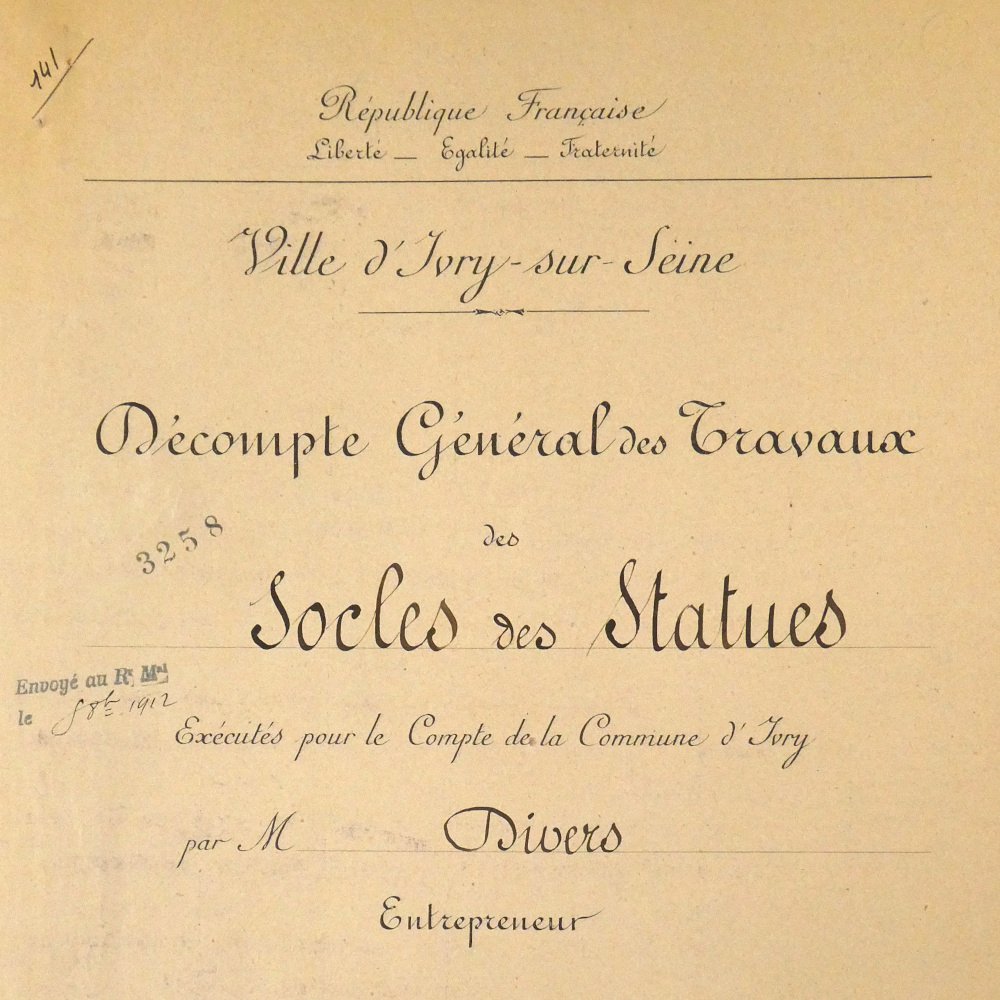 141
République Française
Liberté — Egalité — Fraternité
Ville d'Ivry-sur-Seine
Décompte Général des Travaux
des
3258
Socles des Statues
Envoyé au Rr Mal
le 8bre 1912
Exécutés pour le Compte de la Commune d'Ivry
par M Divers
Entrepreneur